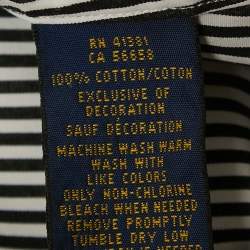 RN 41381
CA 56658
100% COTTON/COTON
EXCLUSIVE OF
DECORATION
SAUF DÉCORATION
MACHINE WASH WARM
WASH WITH
LIKE COLORS
ONLY NON-CHLORINE
BLEACH WHEN NEEDED
REMOVE PROMPTLY
TUMBLE DRY LOW